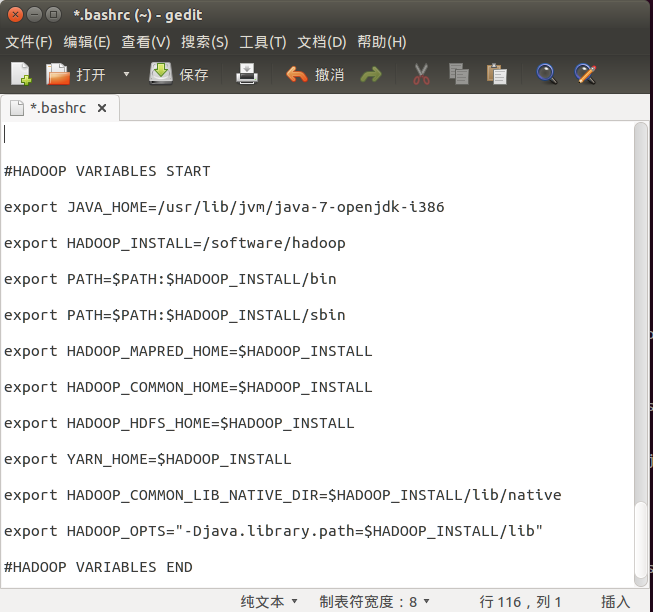 *.bashrc (~) - gedit
文件(F) 编辑(E) 查看(V) 搜索(S) 工具(T) 文档(D) 帮助(H)
打开 保存 撤消
*.bashrc
#HADOOP VARIABLES START
export JAVA_HOME=/usr/lib/jvm/java-7-openjdk-i386
export HADOOP_INSTALL=/software/hadoop
export PATH=$PATH:$HADOOP_INSTALL/bin
export PATH=$PATH:$HADOOP_INSTALL/sbin
export HADOOP_MAPRED_HOME=$HADOOP_INSTALL
export HADOOP_COMMON_HOME=$HADOOP_INSTALL
export HADOOP_HDFS_HOME=$HADOOP_INSTALL
export YARN_HOME=$HADOOP_INSTALL
export HADOOP_COMMON_LIB_NATIVE_DIR=$HADOOP_INSTALL/lib/native
export HADOOP_OPTS="-Djava.library.path=$HADOOP_INSTALL/lib"
#HADOOP VARIABLES END
纯文本 制表符宽度：8 行 116，列 1 插入